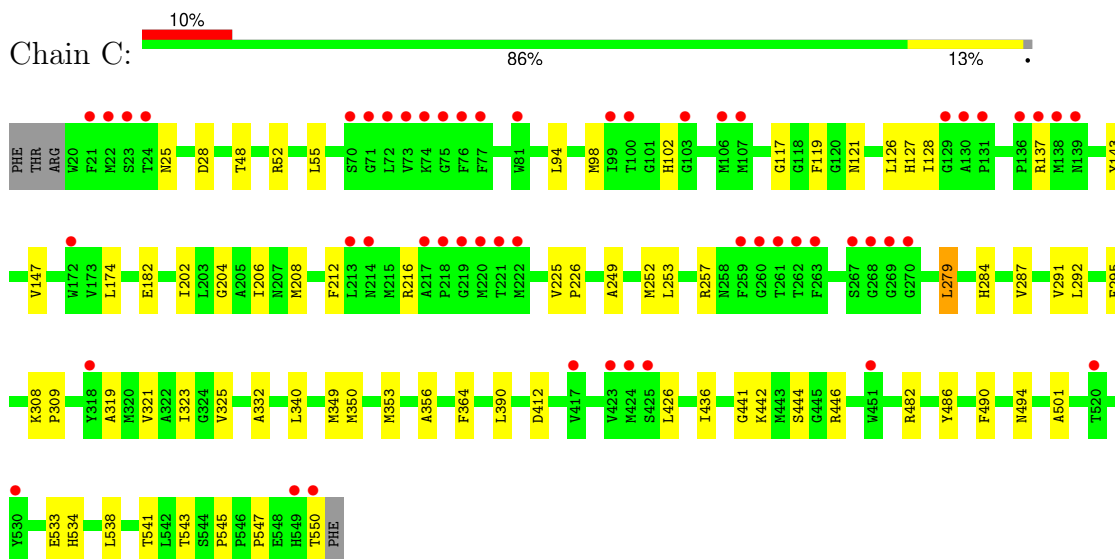 10%
Chain C:
86% 13% •
PHE THR ARG W20 F21 M22 S23 T24 N25 D28 T48 R52 L55 S70 G71 L72 V73 K74 G75 F76 F77 W81 L94 M98 I99 T100 G101 H102 G103 M106 M107 G117 G118 F119 G120 N121 L126 H127 I128 G129 A130 P131 P136 R137 M138 N139 Y143
V147 W172 V173 L174 E182 I202 L203 G204 A205 I206 N207 M208 F212 L213 N214 M215 R216 A217 P218 G219 M220 T221 M222 V225 P226 A249 M252 L253 R257 N258 F259 G260 T261 T262 F263 S267 G268 G269 G270 L279 H284 V287 V291 L292 F295
K308 P309 Y318 A319 M320 V321 A322 I323 G324 V325 A332 L340 M349 M350 M353 A356 F364 L390 D412 V417 V423 M424 S425 L426 I436 G441 K442 M443 S444 G445 R446 W451 R482 Y486 F490 N494 A501 T520
Y530 E533 H534 L538 T541 L542 T543 S544 P545 P546 P547 E548 H549 T550 PHE